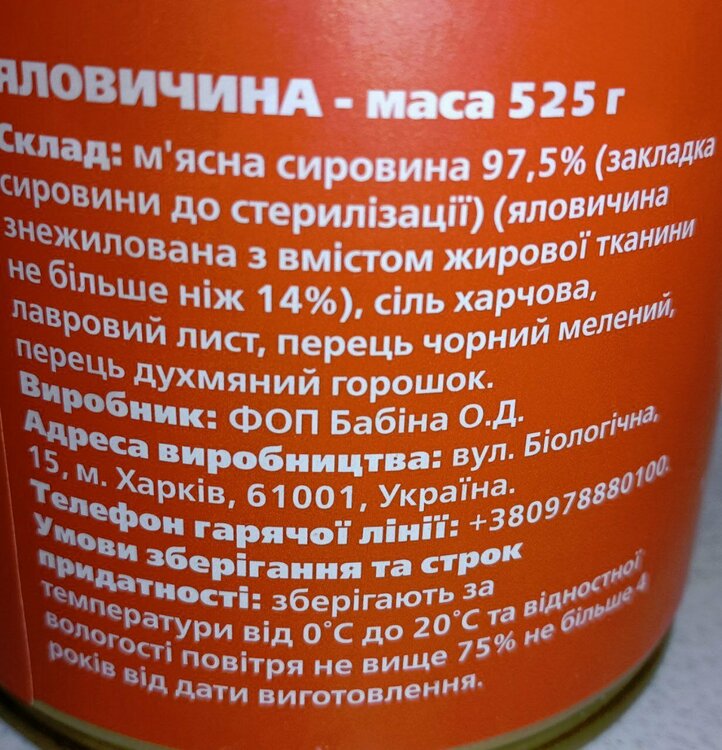 ЯЛОВИЧИНА - маса 525 г
Склад: м'ясна сировина 97,5% (закладка
сировини до стерилізації) (яловичина
знежилована з вмістом жирової тканини
не більше ніж 14%), сіль харчова,
лавровий лист, перець чорний мелений,
перець духмяний горошок.
Виробник: ФОП Бабіна О.Д.
Адреса виробництва: вул. Біологічна,
15, м. Харків, 61001, Україна.
Телефон гарячої лінії: +380978880100.
Умови зберігання та строк
придатності: зберігають за
температури від 0°С до 20°С та відностної
вологості повітря не вище 75% не більше 4
років від дати виготовлення.